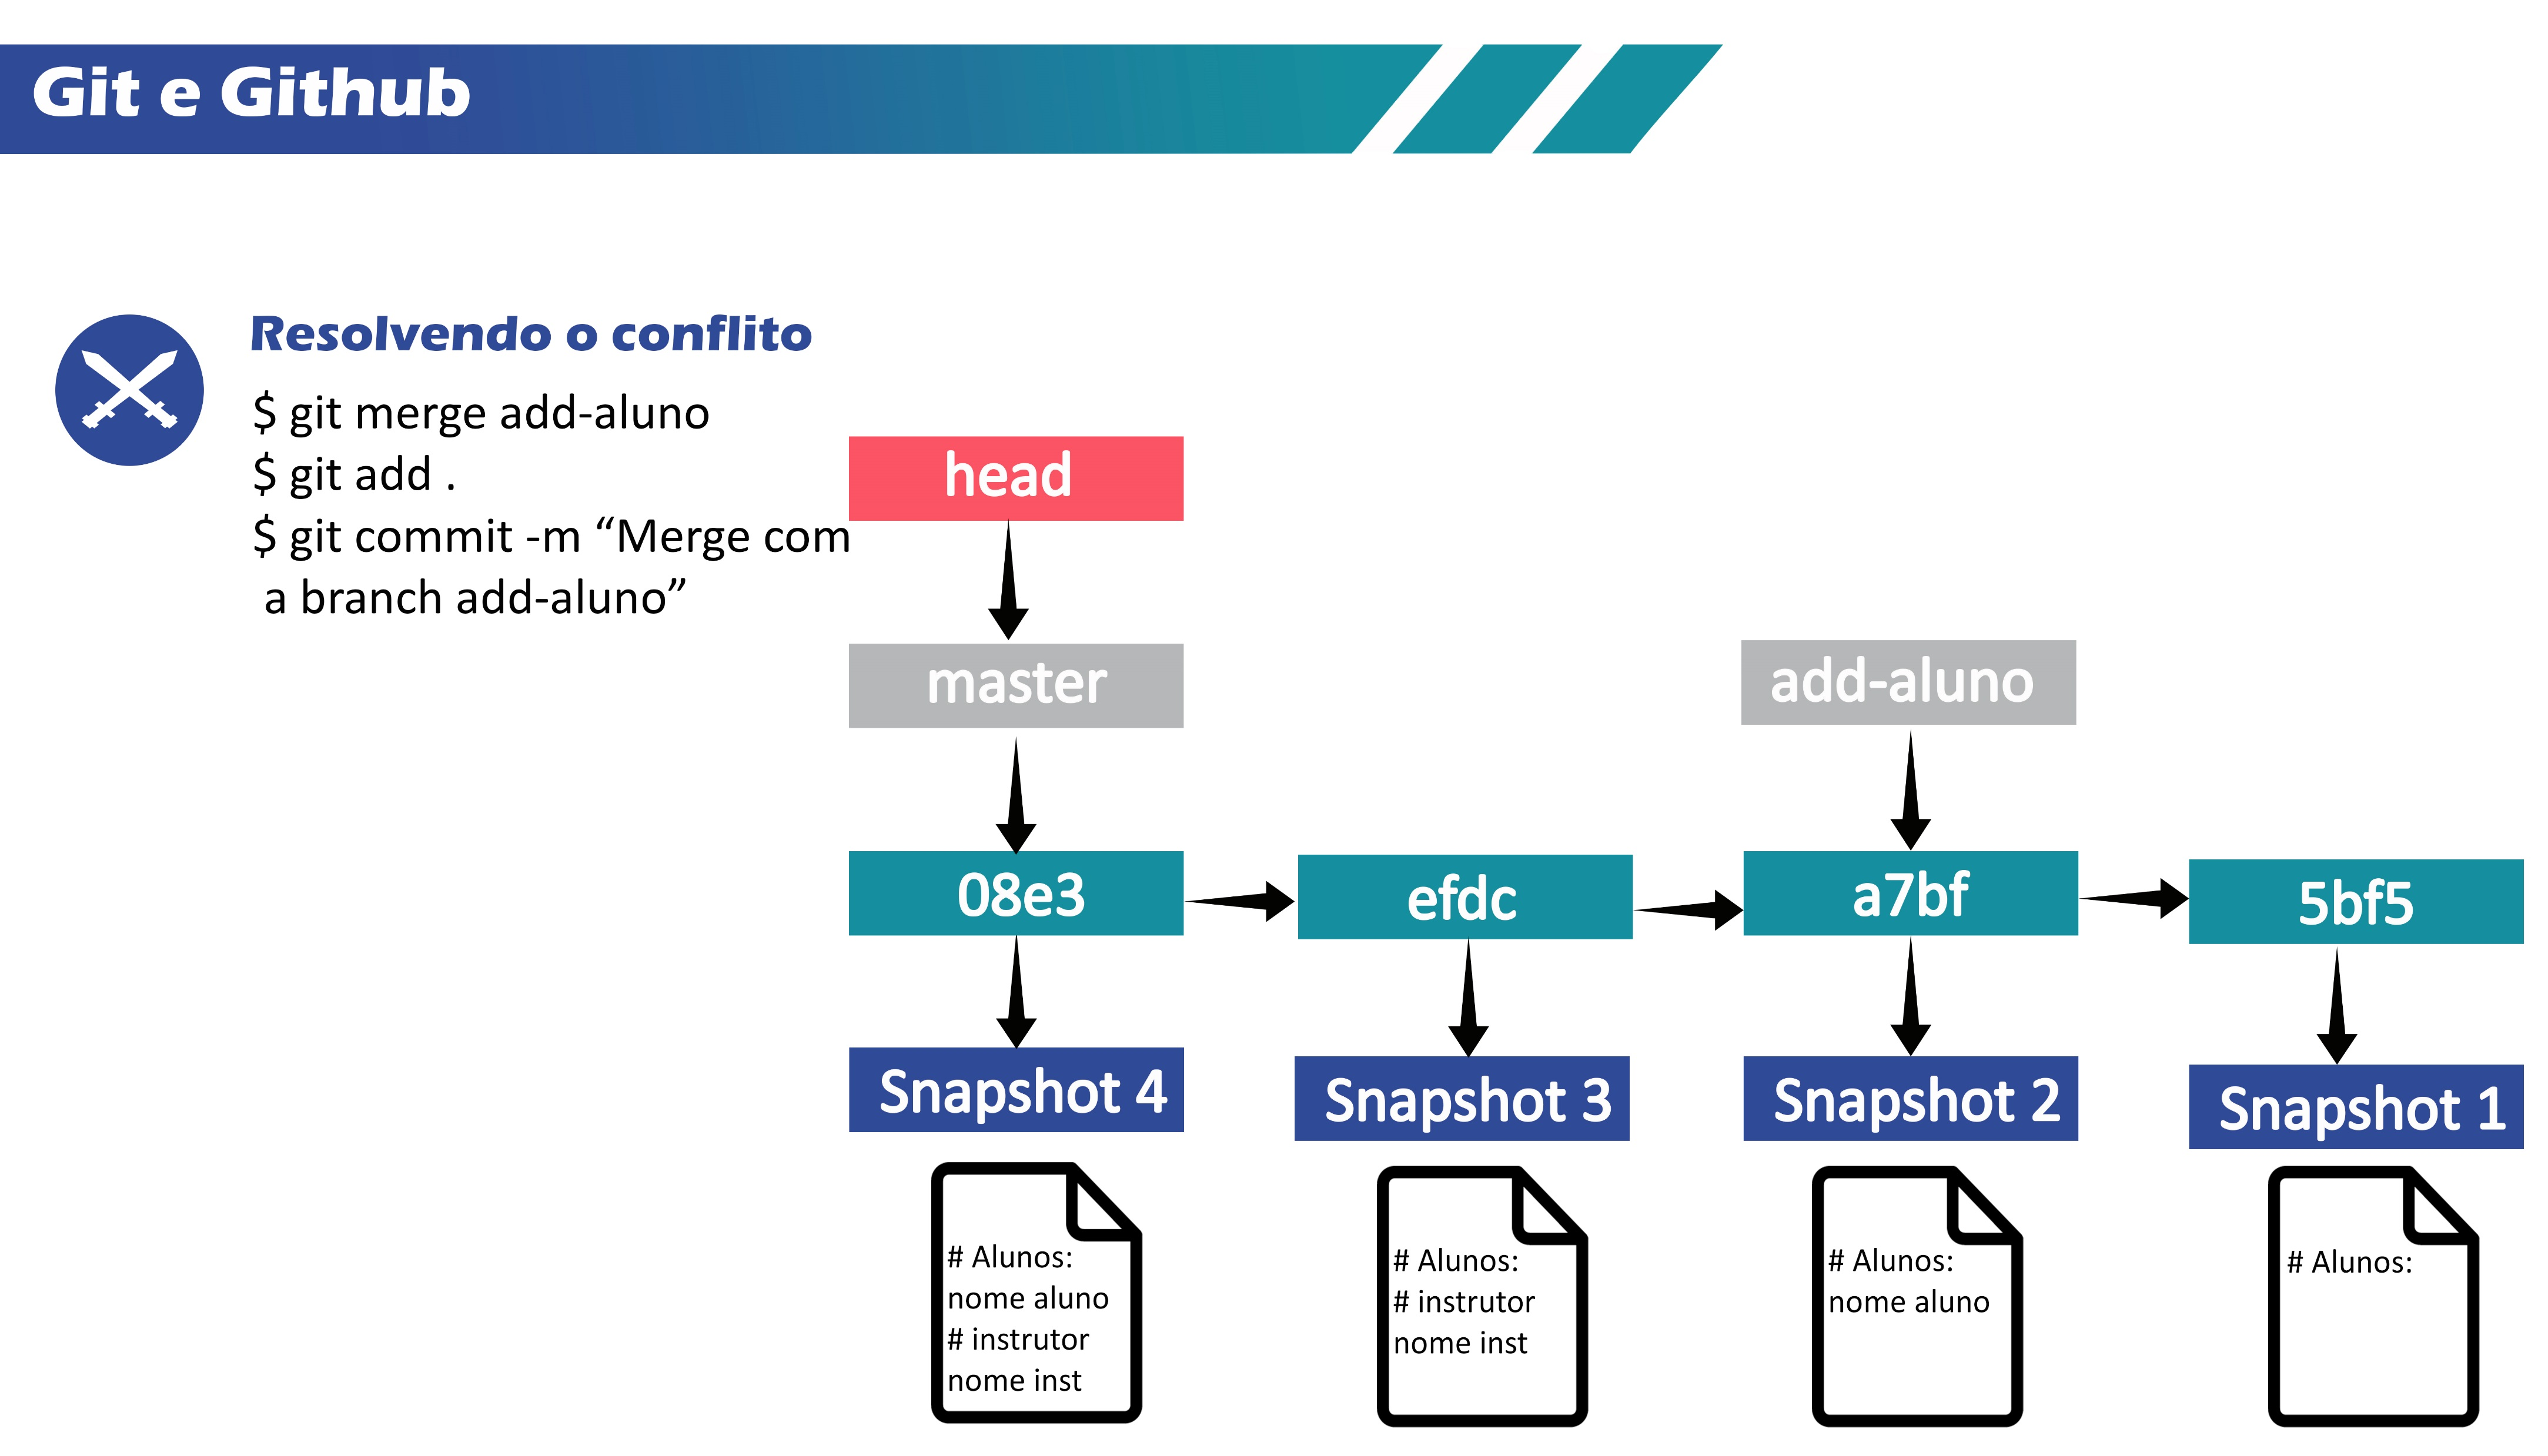 Git e Github
Resolvendo o conflito
$ git merge add-aluno
$ git add .
$ git commit -m “Merge com
a branch add-aluno”
head
master
add-aluno
08e3
efdc
a7bf
5bf5
Snapshot 4
Snapshot 3
Snapshot 2
Snapshot 1
# Alunos:
nome aluno
# instrutor
nome inst
# Alunos:
# instrutor
nome inst
# Alunos:
nome aluno
# Alunos: